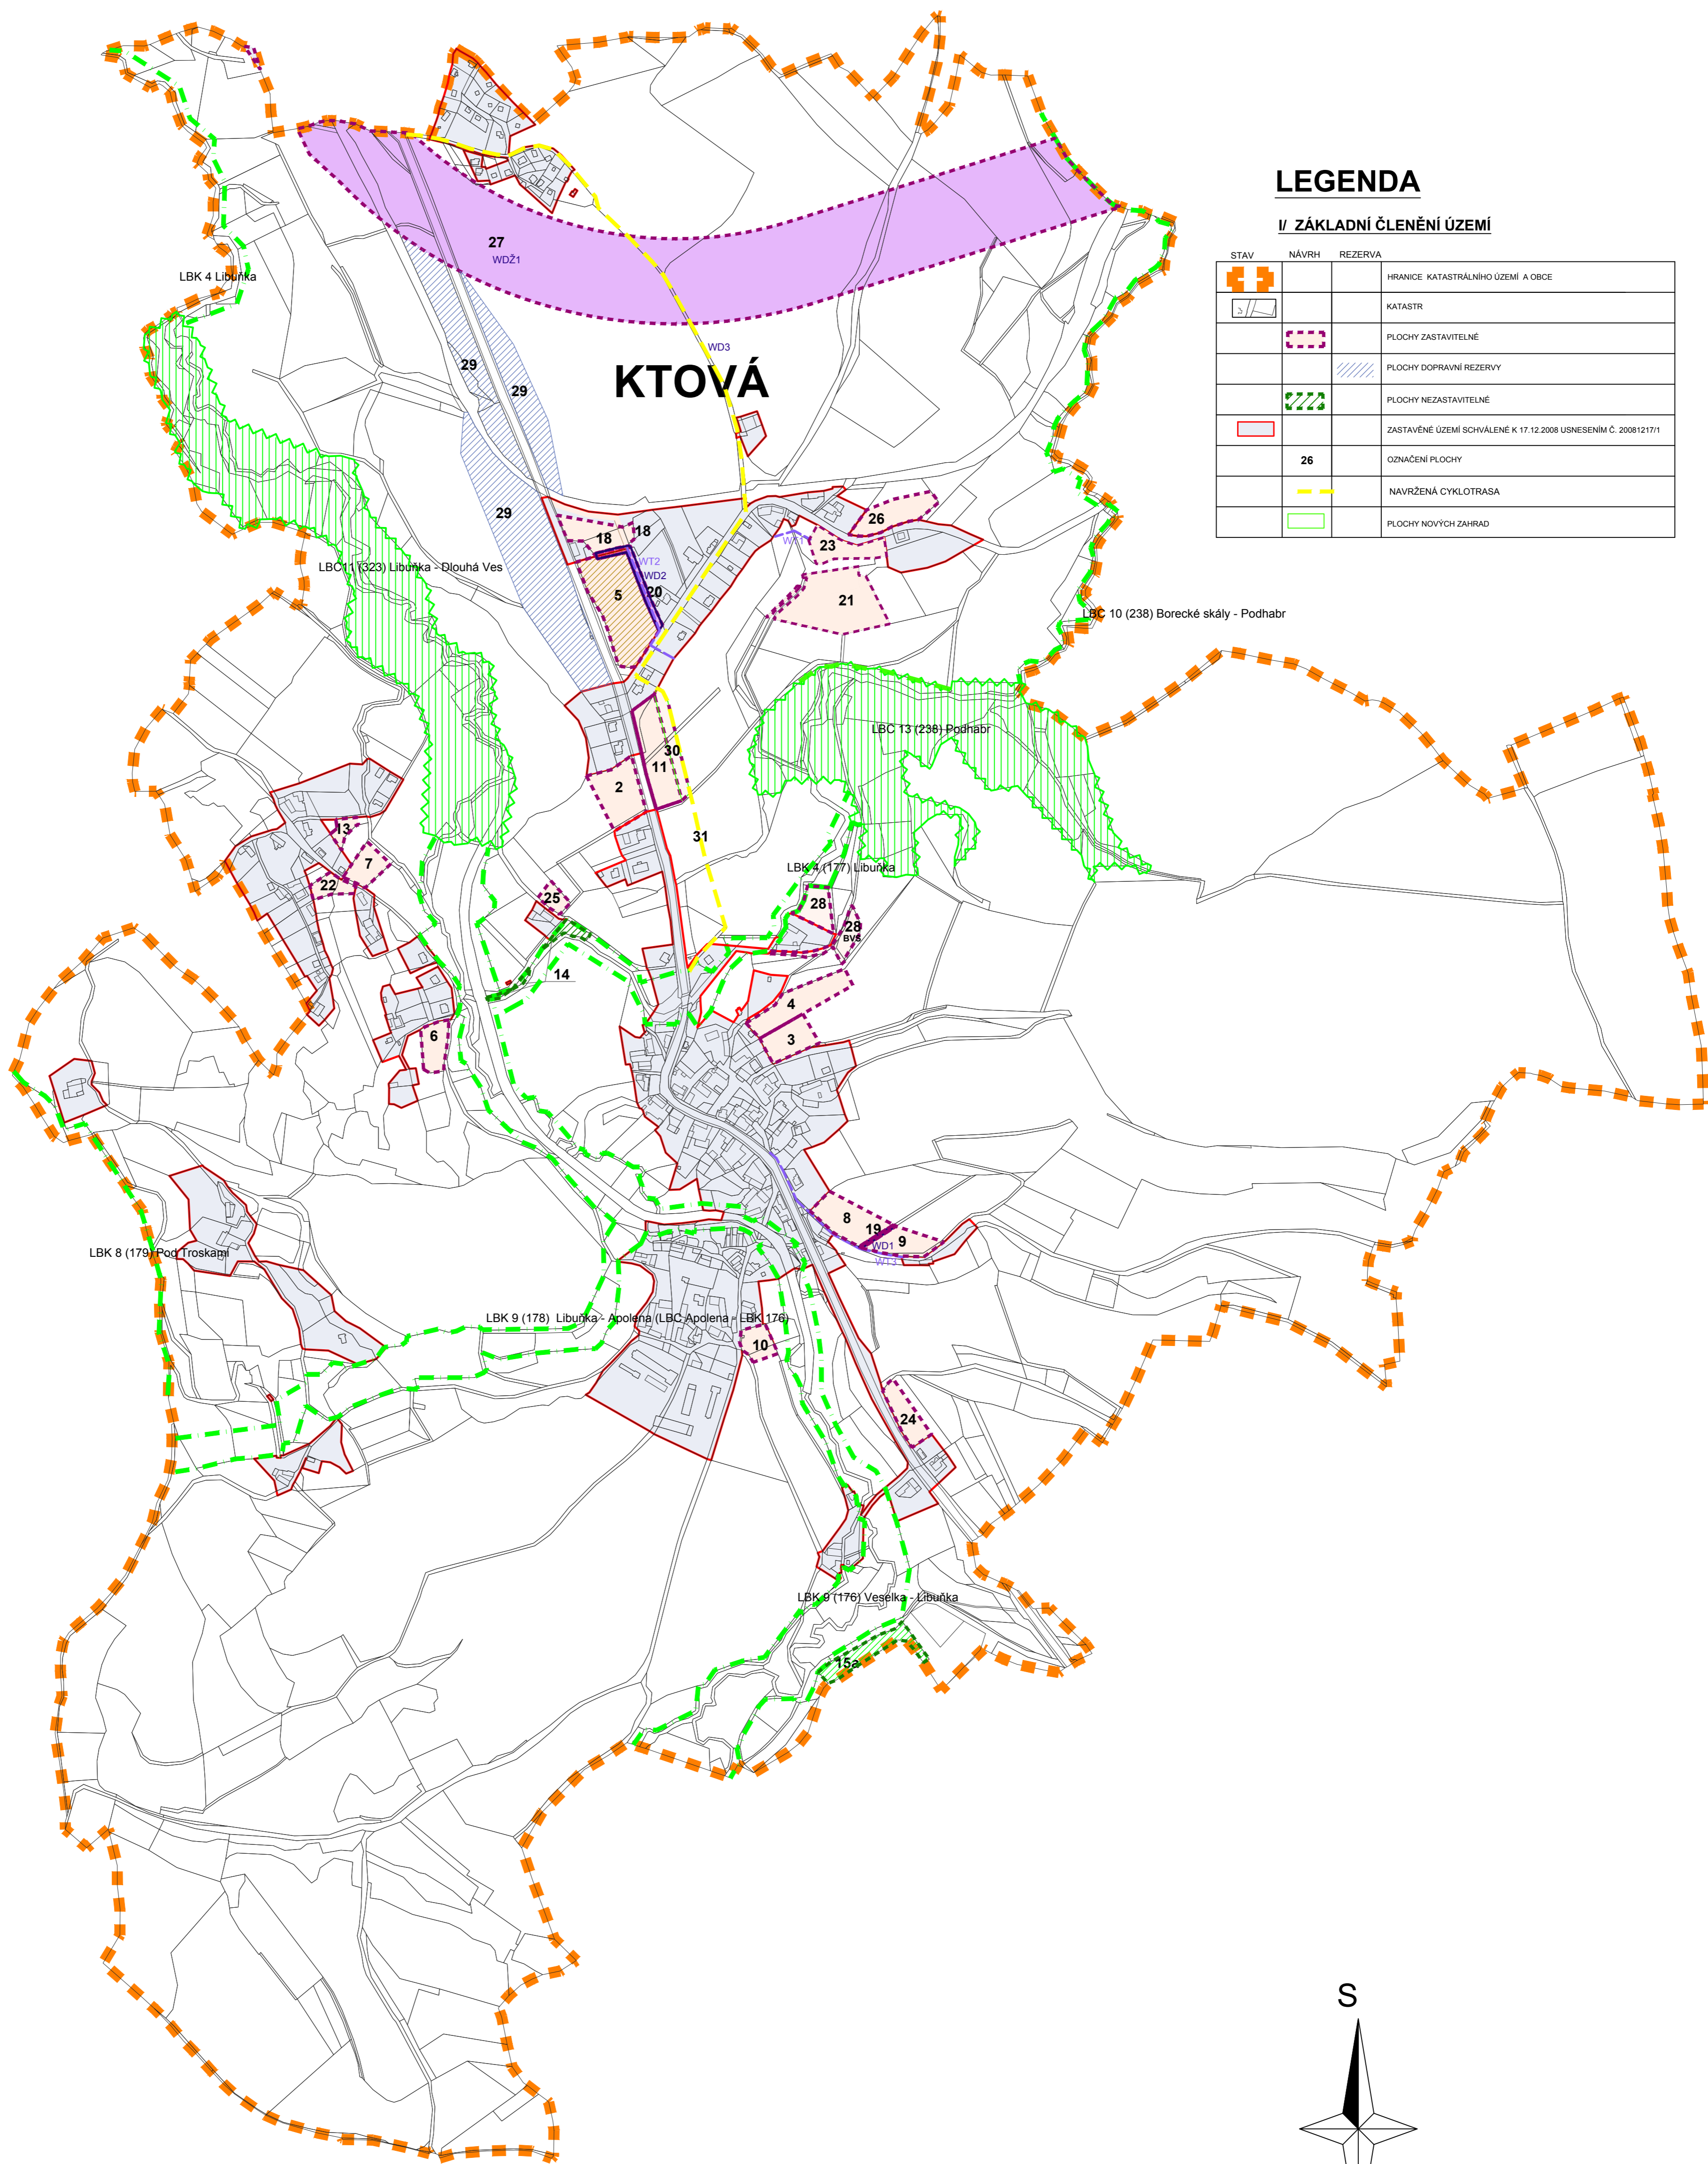 LEGENDA
I/ ZÁKLADNÍ ČLENĚNÍ ÚZEMÍ
STAV NÁVRH REZERVA
HRANICE KATASTRÁLNÍHO ÚZEMÍ A OBCE
KATASTR
PLOCHY ZASTAVITELNÉ
PLOCHY DOPRAVNÍ REZERVY
PLOCHY NEZASTAVITELNÉ
ZASTAVĚNÉ ÚZEMÍ SCHVÁLENÉ K 17.12.2008 USNESENÍM Č. 20081217/1
26 OZNAČENÍ PLOCHY
NAVRŽENÁ CYKLOTRASA
PLOCHY NOVÝCH ZAHRAD
27
WDŽ1
LBK 4 Libuňka
WD3
29
29
KTOVÁ
29
18
18
26
WT1
23
WT2
WD2
LBC11 (323) Libuňka - Dlouhá Ves
5
20
21
LBC 10 (238) Borecké skály - Podhabr
LBC 13 (238) Podhabr
30
11
2
31
13
7
22
LBK 4 (177) Libuňka
25
28
28
BVS
14
4
3
6
8
19
9
WD1
WT3
LBK 8 (179) Pod Troskami
LBK 9 (178) Libuňka - Apolena (LBC Apolena - LBK 176)
10
24
LBK 9 (176) Veselka - Libuňka
15a
S